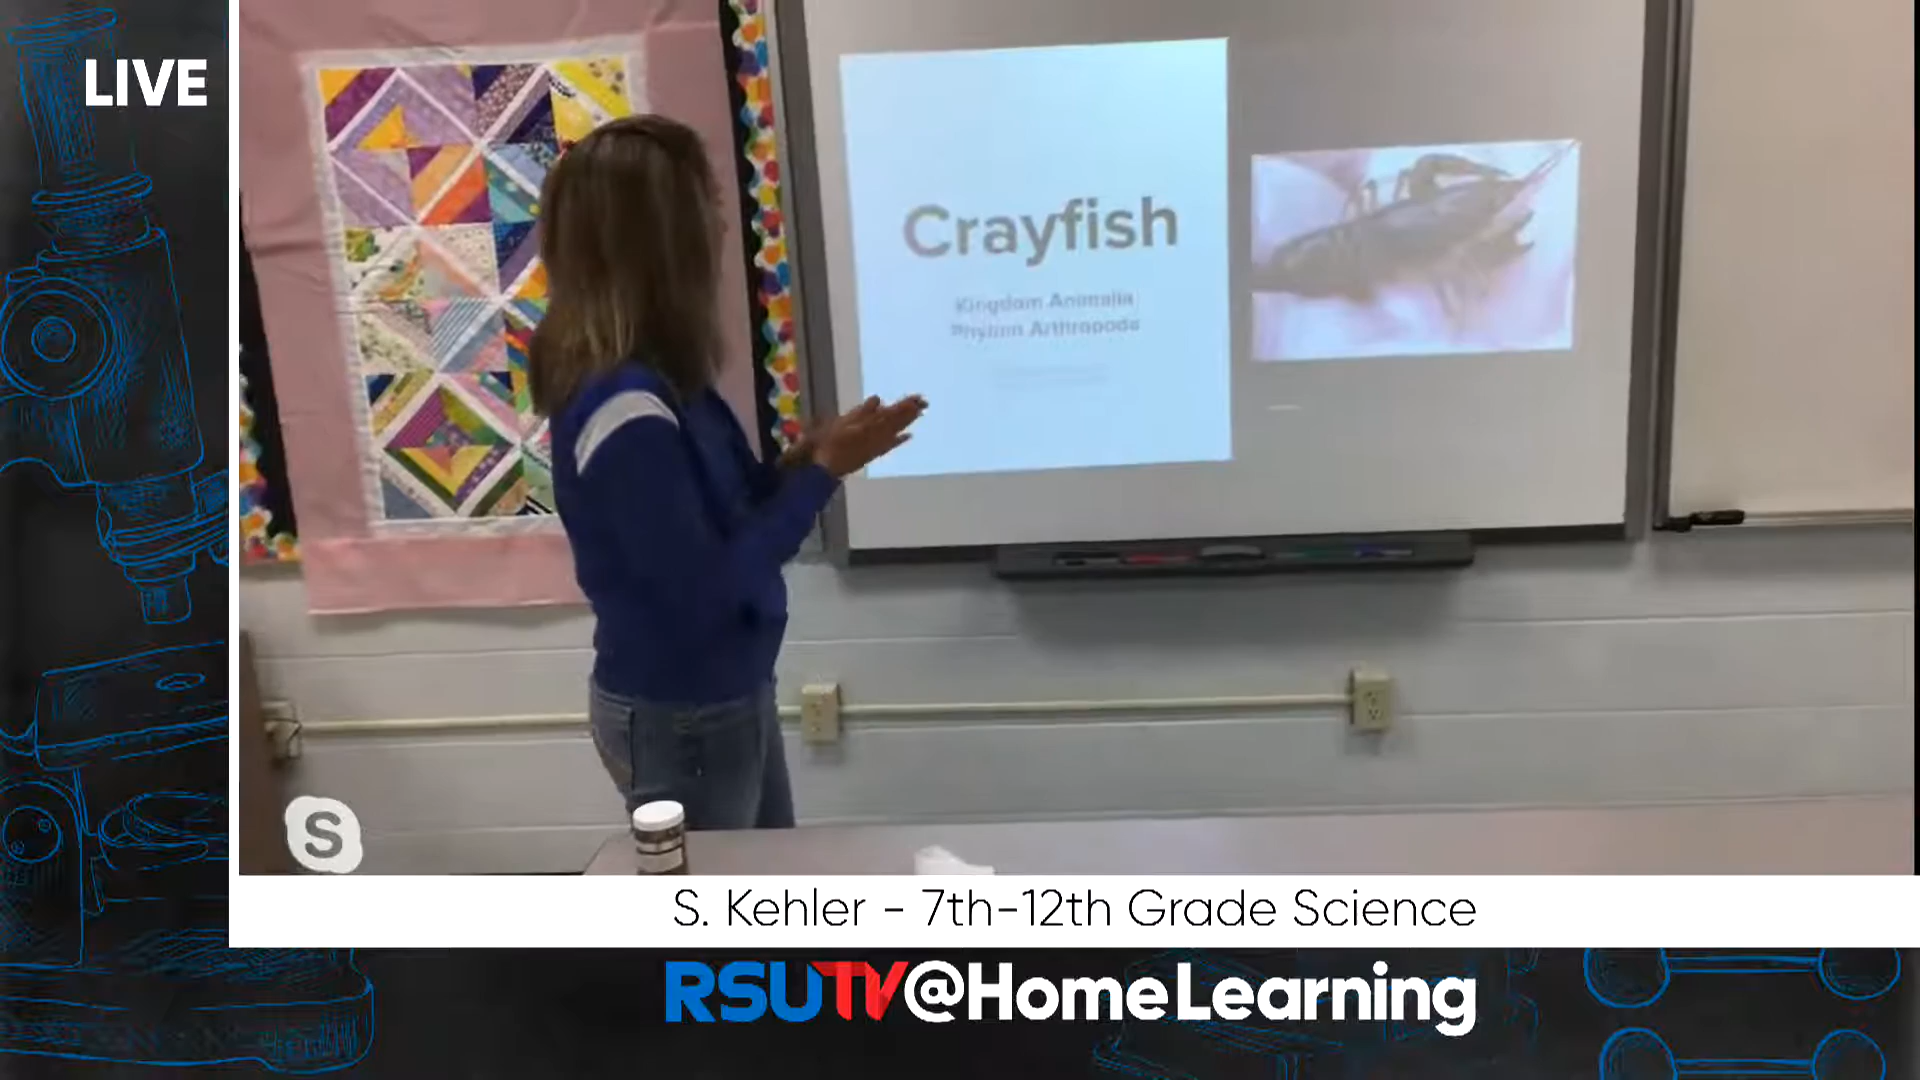 LIVE
Crayfish
Kingdom Animalia
Phylum Arthropoda
S
S. Kehler - 7th-12th Grade Science
RSUTV@HomeLearning